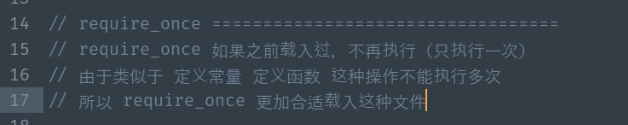 14 // require_once ==================================
15 // require_once 如果之前载入过, 不再执行（只执行一次）
16 // 由于类似于 定义常量 定义函数 这种操作不能执行多次
17 // 所以 require_once 更加合适载入这种文件